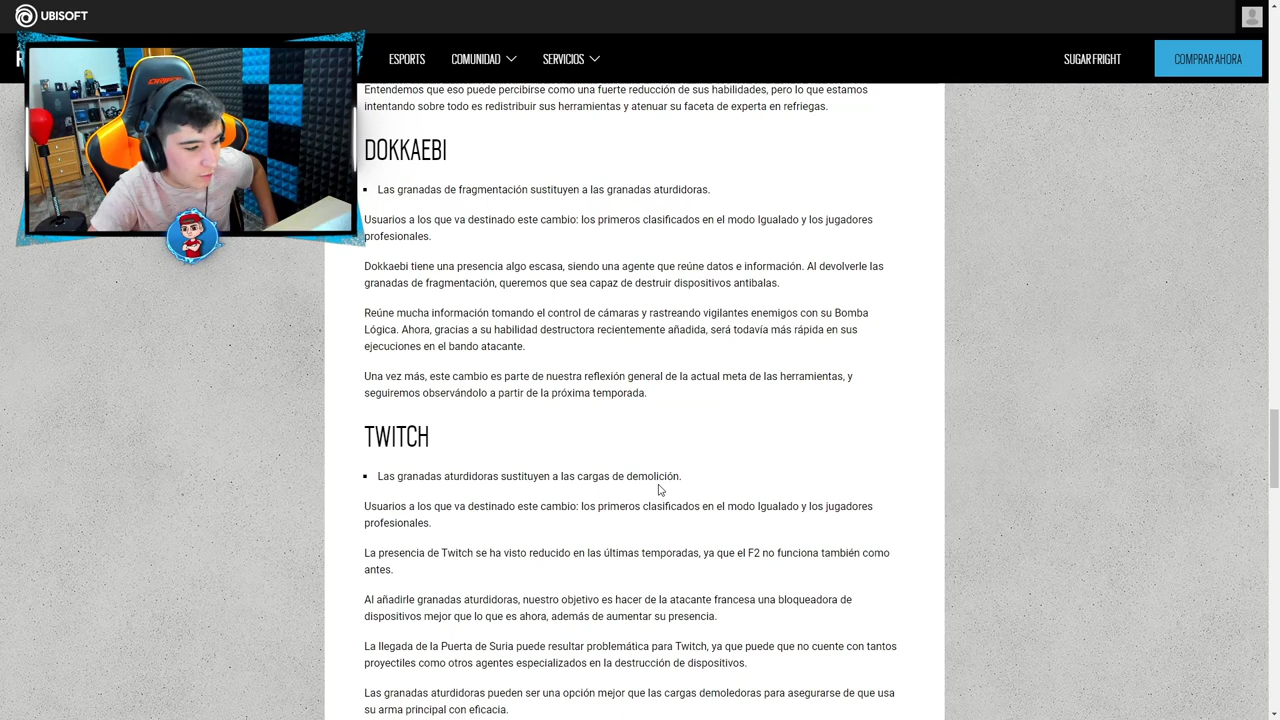 UBISOFT
R
ESPORTS
COMUNIDAD
SERVICIOS
SUGAR FRIGHT
COMPRAR AHORA
Entendemos que eso puede percibirse como una fuerte reducción de sus habilidades, pero lo que estamos
intentando sobre todo es redistribuir sus herramientas y atenuar su faceta de experta en refriegas.
DOKKAEBI
▪ Las granadas de fragmentación sustituyen a las granadas aturdidoras.
Usuarios a los que va destinado este cambio: los primeros clasificados en el modo Igualado y los jugadores
profesionales.
Dokkaebi tiene una presencia algo escasa, siendo una agente que reúne datos e información. Al devolverle las
granadas de fragmentación, queremos que sea capaz de destruir dispositivos antibalas.
Reúne mucha información tomando el control de cámaras y rastreando vigilantes enemigos con su Bomba
Lógica. Ahora, gracias a su habilidad destructora recientemente añadida, será todavía más rápida en sus
ejecuciones en el bando atacante.
Una vez más, este cambio es parte de nuestra reflexión general de la actual meta de las herramientas, y
seguiremos observándolo a partir de la próxima temporada.
TWITCH
▪ Las granadas aturdidoras sustituyen a las cargas de demolición.
Usuarios a los que va destinado este cambio: los primeros clasificados en el modo Igualado y los jugadores
profesionales.
La presencia de Twitch se ha visto reducido en las últimas temporadas, ya que el F2 no funciona también como
antes.
Al añadirle granadas aturdidoras, nuestro objetivo es hacer de la atacante francesa una bloqueadora de
dispositivos mejor que lo que es ahora, además de aumentar su presencia.
La llegada de la Puerta de Suria puede resultar problemática para Twitch, ya que puede que no cuente con tantos
proyectiles como otros agentes especializados en la destrucción de dispositivos.
Las granadas aturdidoras pueden ser una opción mejor que las cargas demoledoras para asegurarse de que usa
su arma principal con eficacia.